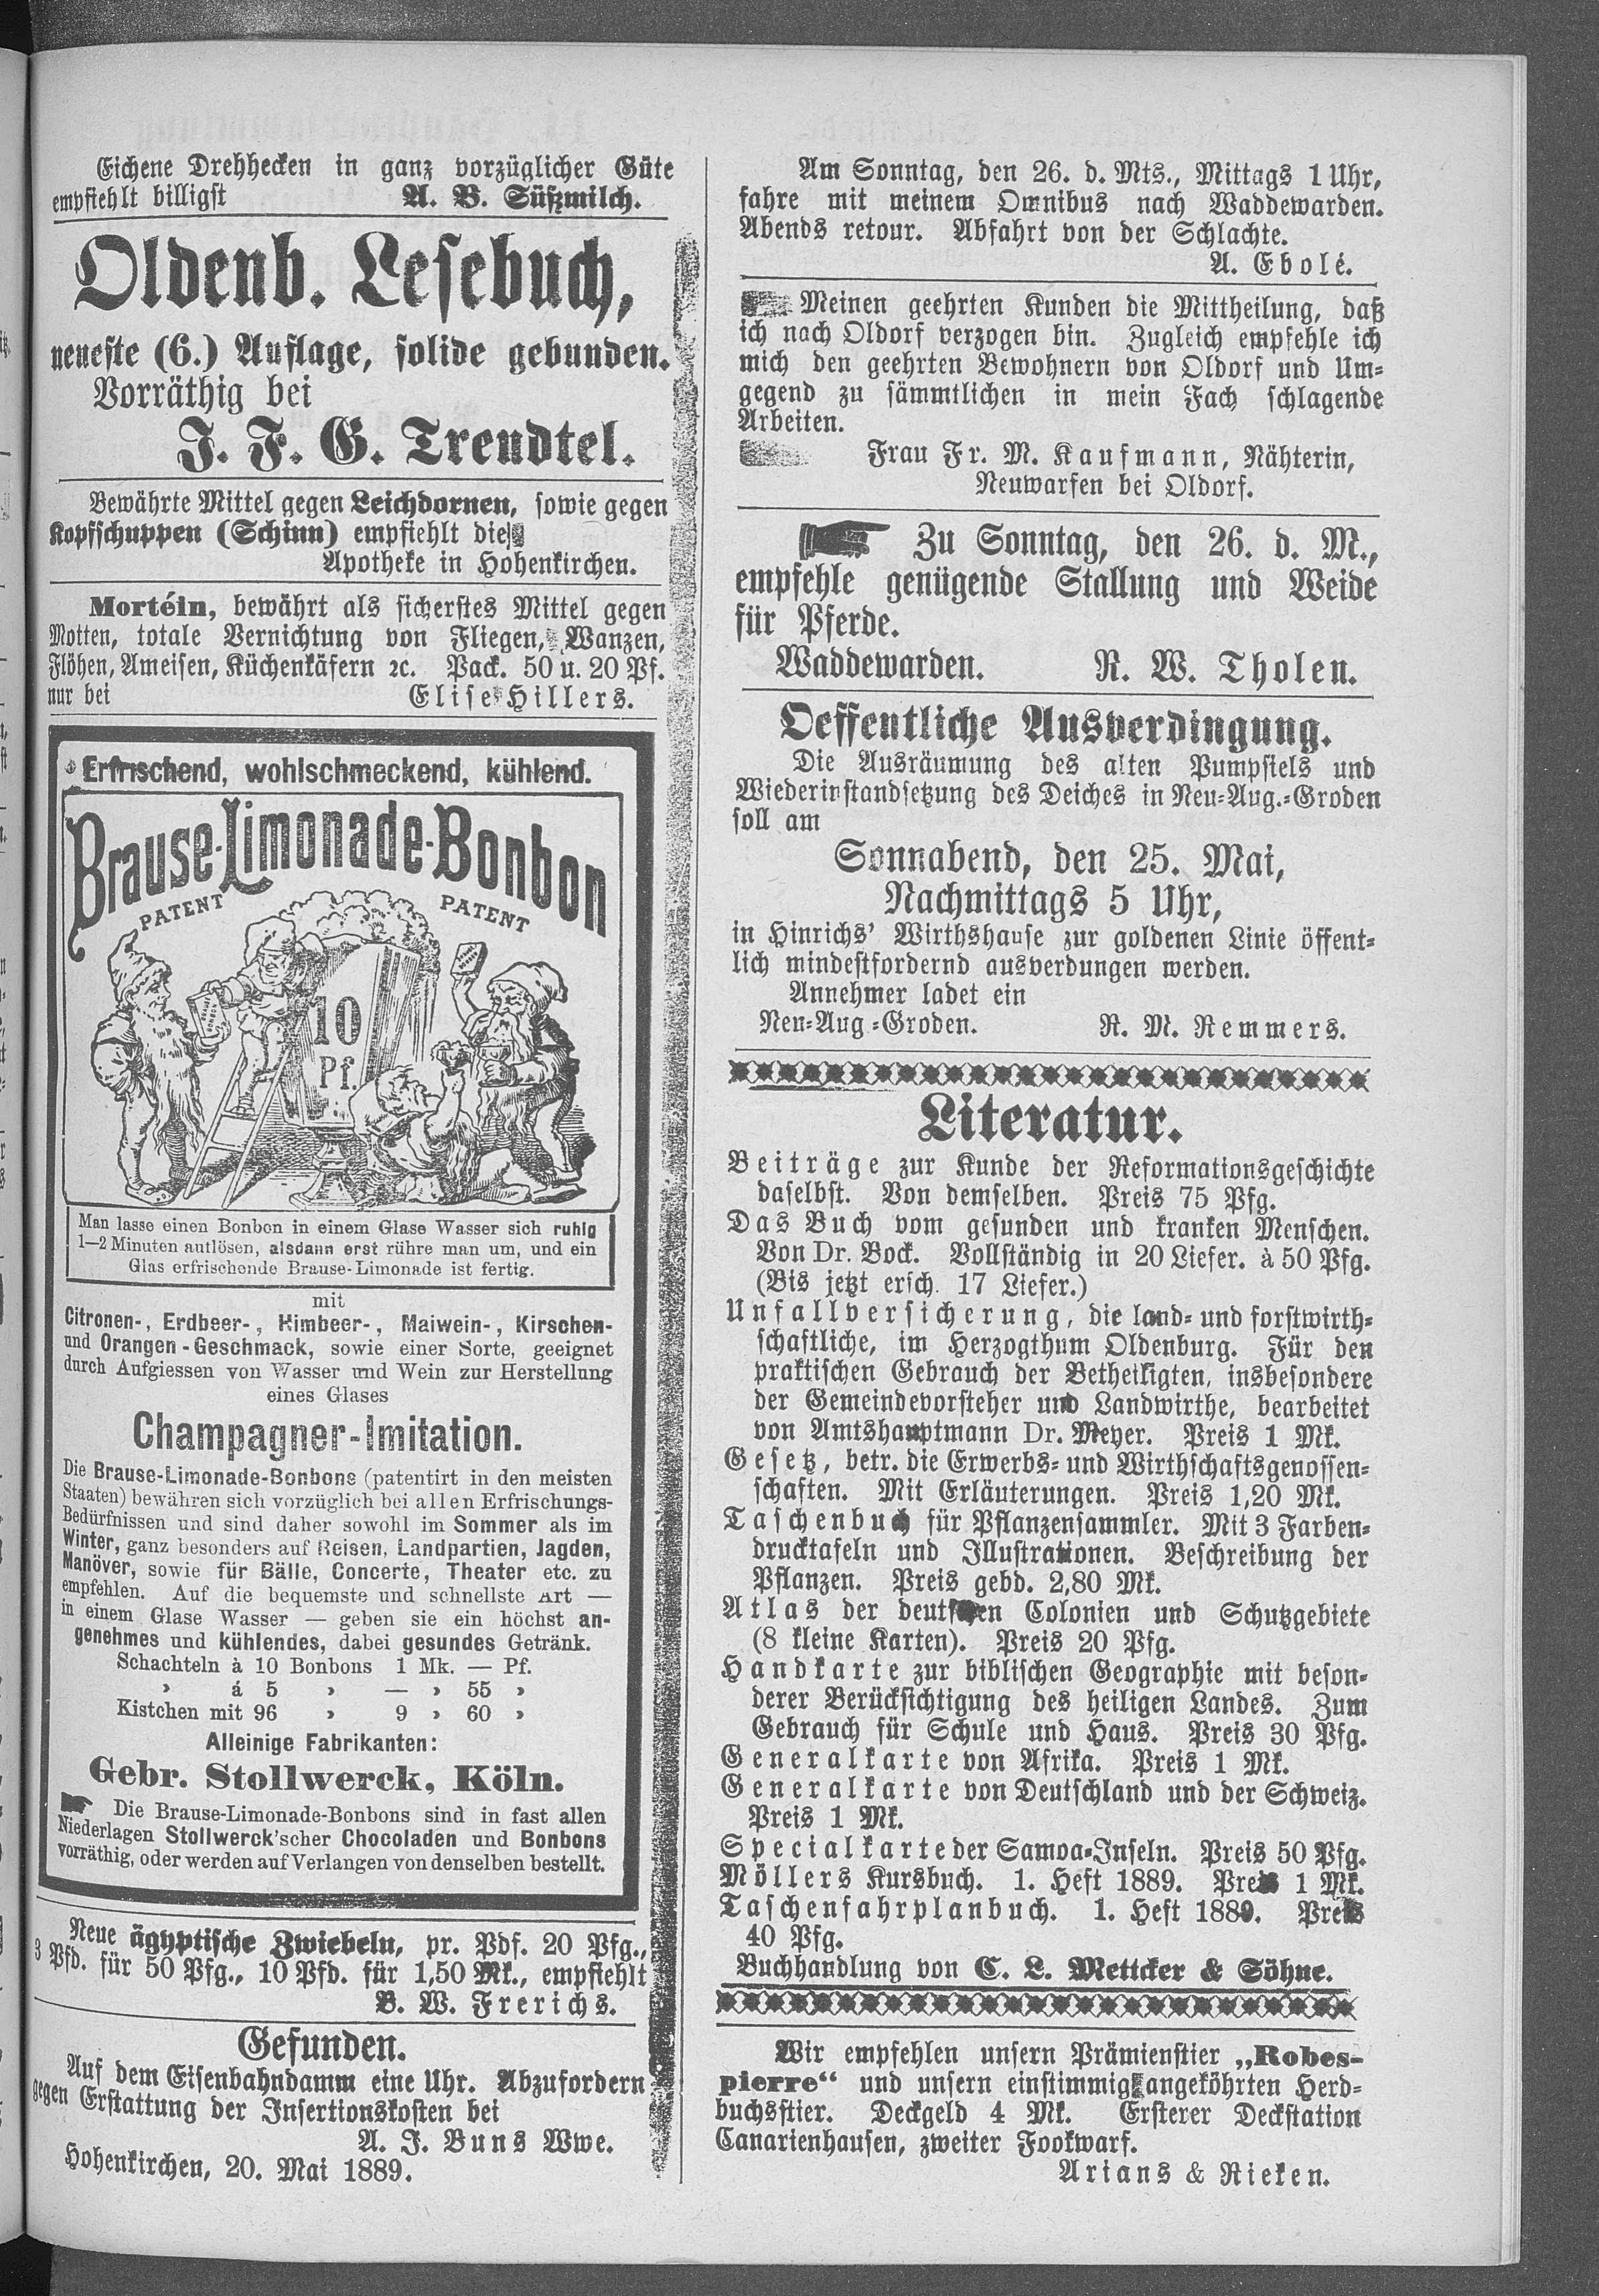 Eichene Drehhecken in ganz vorzüglicher Güte
empfiehlt billigst A. B. Süßmilch.
Oldenb. Lesebuch,
neueste (6.) Auflage, solide gebunden.
Vorräthig bei
J. F. G. Trendtel.
Bewährte Mittel gegen Leichdornen, sowie gegen
Kopfschuppen (Schinn) empfiehlt die
Apotheke in Hohenkirchen.
Mortéin, bewährt als sicherstes Mittel gegen
Motten, totale Vernichtung von Fliegen, Wanzen,
Flöhen, Ameisen, Küchenkäfern ꝛc. Pack. 50 u. 20 Pf.
nur bei Elise Hillers.
Erfrischend, wohlschmeckend, kühlend.
Brause-Limonade-Bonbon
PATENT PATENT
10
Pf.
Man lasse einen Bonbon in einem Glase Wasser sich ruhig
1—2 Minuten auflösen, alsdann erst rühre man um, und ein
Glas erfrischende Brause-Limonade ist fertig.
mit
Citronen-, Erdbeer-, Himbeer-, Maiwein-, Kirschen-
und Orangen-Geschmack, sowie einer Sorte, geeignet
durch Aufgiessen von Wasser und Wein zur Herstellung
eines Glases
Champagner-Imitation.
Die Brause-Limonade-Bonbons (patentirt in den meisten
Staaten) bewähren sich vorzüglich bei allen Erfrischungs-
Bedürfnissen und sind daher sowohl im Sommer als im
Winter, ganz besonders auf Reisen, Landpartien, Jagden,
Manöver, sowie für Bälle, Concerte, Theater etc. zu
empfehlen. Auf die bequemste und schnellste Art —
in einem Glase Wasser — geben sie ein höchst an-
genehmes und kühlendes, dabei gesundes Getränk.
Schachteln à 10 Bonbons 1 Mk. — Pf.
› á 5 › — › 55 ›
Kistchen mit 96 › 9 › 60 ›
Alleinige Fabrikanten:
Gebr. Stollwerck, Köln.
Die Brause-Limonade-Bonbons sind in fast allen
Niederlagen Stollwerck'scher Chocoladen und Bonbons
vorräthig, oder werden auf Verlangen von denselben bestellt.
Neue ägyptische Zwiebeln, pr. Pdf. 20 Pfg.,
3 Pfd. für 50 Pfg., 10 Pfd. für 1,50 Mk., empfiehlt
B. W. Frerichs.
Gefunden.
Auf dem Eisenbahndamm eine Uhr. Abzufordern
gegen Erstattung der Insertionskosten bei
A. J. Buns Wwe.
Hohenkirchen, 20. Mai 1889.
Am Sonntag, den 26. d. Mts., Mittags 1 Uhr,
fahre mit meinem Omnibus nach Waddewarden.
Abends retour. Abfahrt von der Schlachte.
A. Ebolé.
Meinen geehrten Kunden die Mittheilung, daß
ich nach Oldorf verzogen bin. Zugleich empfehle ich
mich den geehrten Bewohnern von Oldorf und Um-
gegend zu sämmtlichen in mein Fach schlagende
Arbeiten.
Frau Fr. M. Kaufmann, Nähterin,
Neuwarfen bei Oldorf.
Zu Sonntag, den 26. d. M.,
empfehle genügende Stallung und Weide
für Pferde.
Waddewarden. R. W. Tholen.
Oeffentliche Ausverdingung.
Die Ausräumung des alten Pumpsiels und
Wiederinstandsetzung des Deiches in Neu-Aug.-Groden
soll am
Sonnabend, den 25. Mai,
Nachmittags 5 Uhr,
in Hinrichs' Wirthshause zur goldenen Linie öffent-
lich mindestfordernd ausverdungen werden.
Annehmer ladet ein
Neu-Aug.-Groden. R. M. Remmers.
Literatur.
Beiträge zur Kunde der Reformationsgeschichte
daselbst. Von demselben. Preis 75 Pfg.
Das Buch vom gesunden und kranken Menschen.
Von Dr. Bock. Vollständig in 20 Liefer. à 50 Pfg.
(Bis jetzt ersch. 17 Liefer.)
Unfallversicherung, die land- und forstwirth-
schaftliche, im Herzogthum Oldenburg. Für den
praktischen Gebrauch der Betheiligten, insbesondere
der Gemeindevorsteher und Landwirthe, bearbeitet
von Amtshauptmann Dr. Meyer. Preis 1 Mk.
Gesetz, betr. die Erwerbs- und Wirthschaftsgenossen-
schaften. Mit Erläuterungen. Preis 1,20 Mk.
Taschenbuch für Pflanzensammler. Mit 3 Farben-
drucktafeln und Illustrationen. Beschreibung der
Pflanzen. Preis gebd. 2,80 Mk.
Atlas der deutschen Colonien und Schutzgebiete
(8 kleine Karten). Preis 20 Pfg.
Handkarte zur biblischen Geographie mit beson-
derer Berücksichtigung des heiligen Landes. Zum
Gebrauch für Schule und Haus. Preis 30 Pfg.
Generalkarte von Afrika. Preis 1 Mk.
Generalkarte von Deutschland und der Schweiz.
Preis 1 Mk.
Specialkarte der Samoa-Inseln. Preis 50 Pfg.
Möllers Kursbuch. 1. Heft 1889. Preis 1 Mk.
Taschenfahrplanbuch. 1. Heft 1889. Preis
40 Pfg.
Buchhandlung von C. L. Mettcker & Söhne.
Wir empfehlen unsern Prämienstier „Robes-
pierre“ und unsern einstimmig angeköhrten Herd-
buchsstier. Deckgeld 4 Mk. Ersterer Deckstation
Canarienhausen, zweiter Fookwarf.
Arians & Rieken.